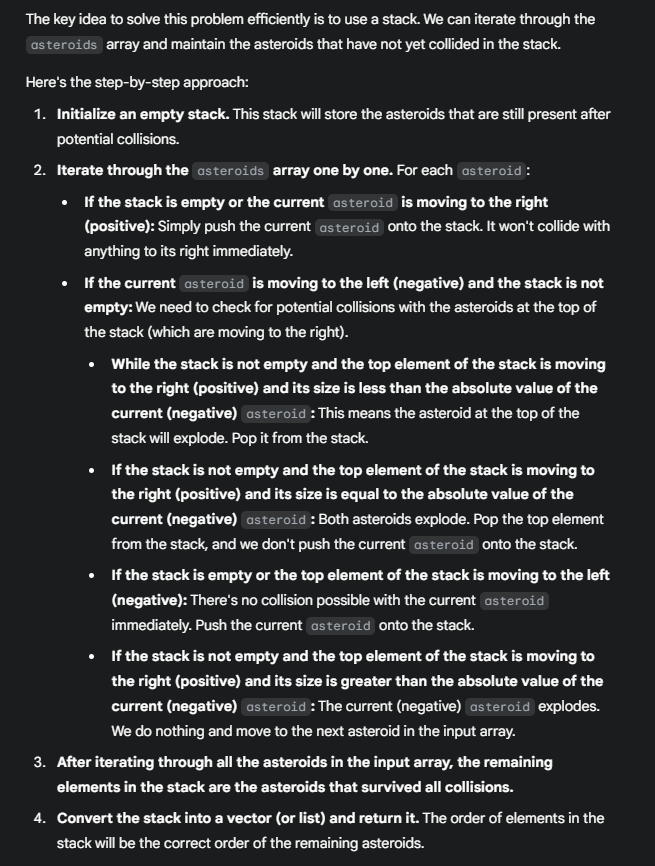 The key idea to solve this problem efficiently is to use a stack. We can iterate through the
asteroids array and maintain the asteroids that have not yet collided in the stack.
Here's the step-by-step approach:
1. Initialize an empty stack. This stack will store the asteroids that are still present after
potential collisions.
2. Iterate through the asteroids array one by one. For each asteroid:
• If the stack is empty or the current asteroid is moving to the right
(positive): Simply push the current asteroid onto the stack. It won't collide with
anything to its right immediately.
• If the current asteroid is moving to the left (negative) and the stack is not
empty: We need to check for potential collisions with the asteroids at the top of
the stack (which are moving to the right).
• While the stack is not empty and the top element of the stack is moving
to the right (positive) and its size is less than the absolute value of the
current (negative) asteroid: This means the asteroid at the top of the
stack will explode. Pop it from the stack.
• If the stack is not empty and the top element of the stack is moving to
the right (positive) and its size is equal to the absolute value of the
current (negative) asteroid: Both asteroids explode. Pop the top element
from the stack, and we don't push the current asteroid onto the stack.
• If the stack is empty or the top element of the stack is moving to the left
(negative): There's no collision possible with the current asteroid
immediately. Push the current asteroid onto the stack.
• If the stack is not empty and the top element of the stack is moving to
the right (positive) and its size is greater than the absolute value of the
current (negative) asteroid: The current (negative) asteroid explodes.
We do nothing and move to the next asteroid in the input array.
3. After iterating through all the asteroids in the input array, the remaining
elements in the stack are the asteroids that survived all collisions.
4. Convert the stack into a vector (or list) and return it. The order of elements in the
stack will be the correct order of the remaining asteroids.